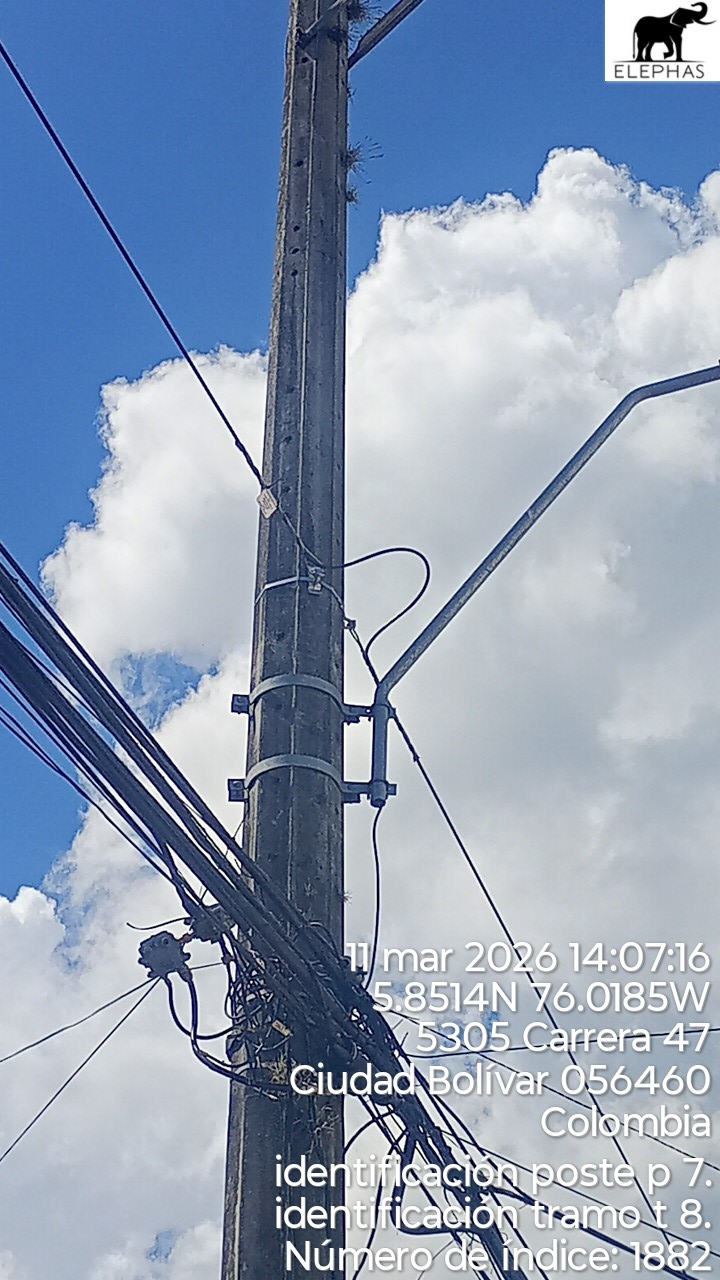 ELEPHAS
11 mar 2026 14:07:16
5.8514N 76.0185W
5305 Carrera 47
Ciudad Bolívar 056460
Colombia
identificación poste p 7.
identificación tramo t 8.
Número de índice: 1882